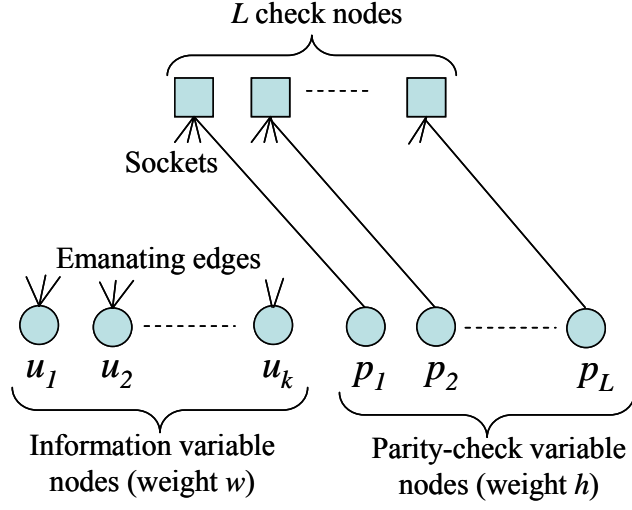 L check nodes
Sockets
Emanating edges
u1 u2 uk p1 p2 pL
Information variable
nodes (weight w)
Parity-check variable
nodes (weight h)